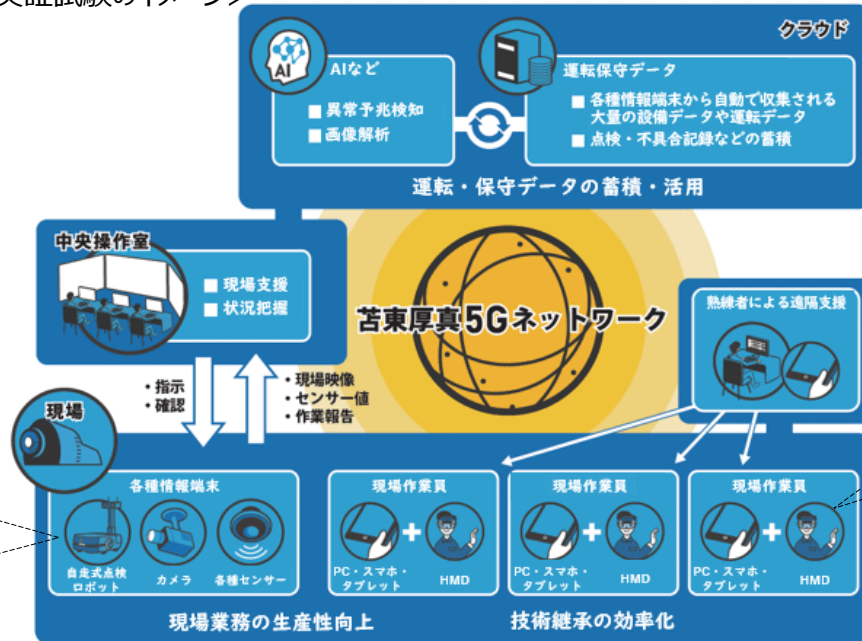 実証試験のイメージ
クラウド
AI
AIなど
■異常予兆検知
■画像解析
運転保守データ
■各種情報端末から自動で収集される
大量の設備データや運転データ
■点検・不具合記録などの蓄積
運転・保守データの蓄積・活用
中央操作室
■現場支援
■状況把握
苫東厚真5Gネットワーク
熟練者による遠隔支援
・指示
・確認
・現場映像
・センサー値
・作業報告
現場
各種情報端末
自走式点検
ロボット
カメラ
各種センサー
現場作業員
+
PC・スマホ・
タブレット
HMD
現場作業員
+
PC・スマホ・
タブレット
HMD
現場作業員
+
PC・スマホ・
タブレット
HMD
現場業務の生産性向上
技術継承の効率化